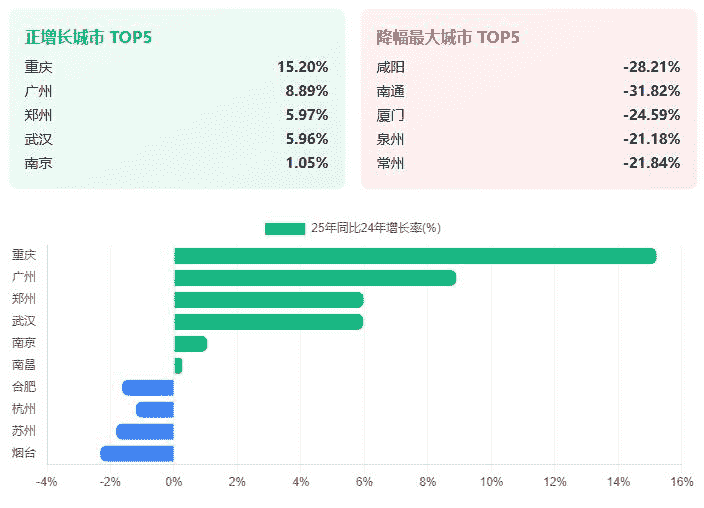 正增长城市 TOP5
重庆 15.20%
广州 8.89%
郑州 5.97%
武汉 5.96%
南京 1.05%
降幅最大城市 TOP5
咸阳 -28.21%
南通 -31.82%
厦门 -24.59%
泉州 -21.18%
常州 -21.84%
25年同比24年增长率(%)
重庆
广州
郑州
武汉
南京
南昌
合肥
杭州
苏州
烟台
-4% -2% 0% 2% 4% 6% 8% 10% 12% 14% 16%